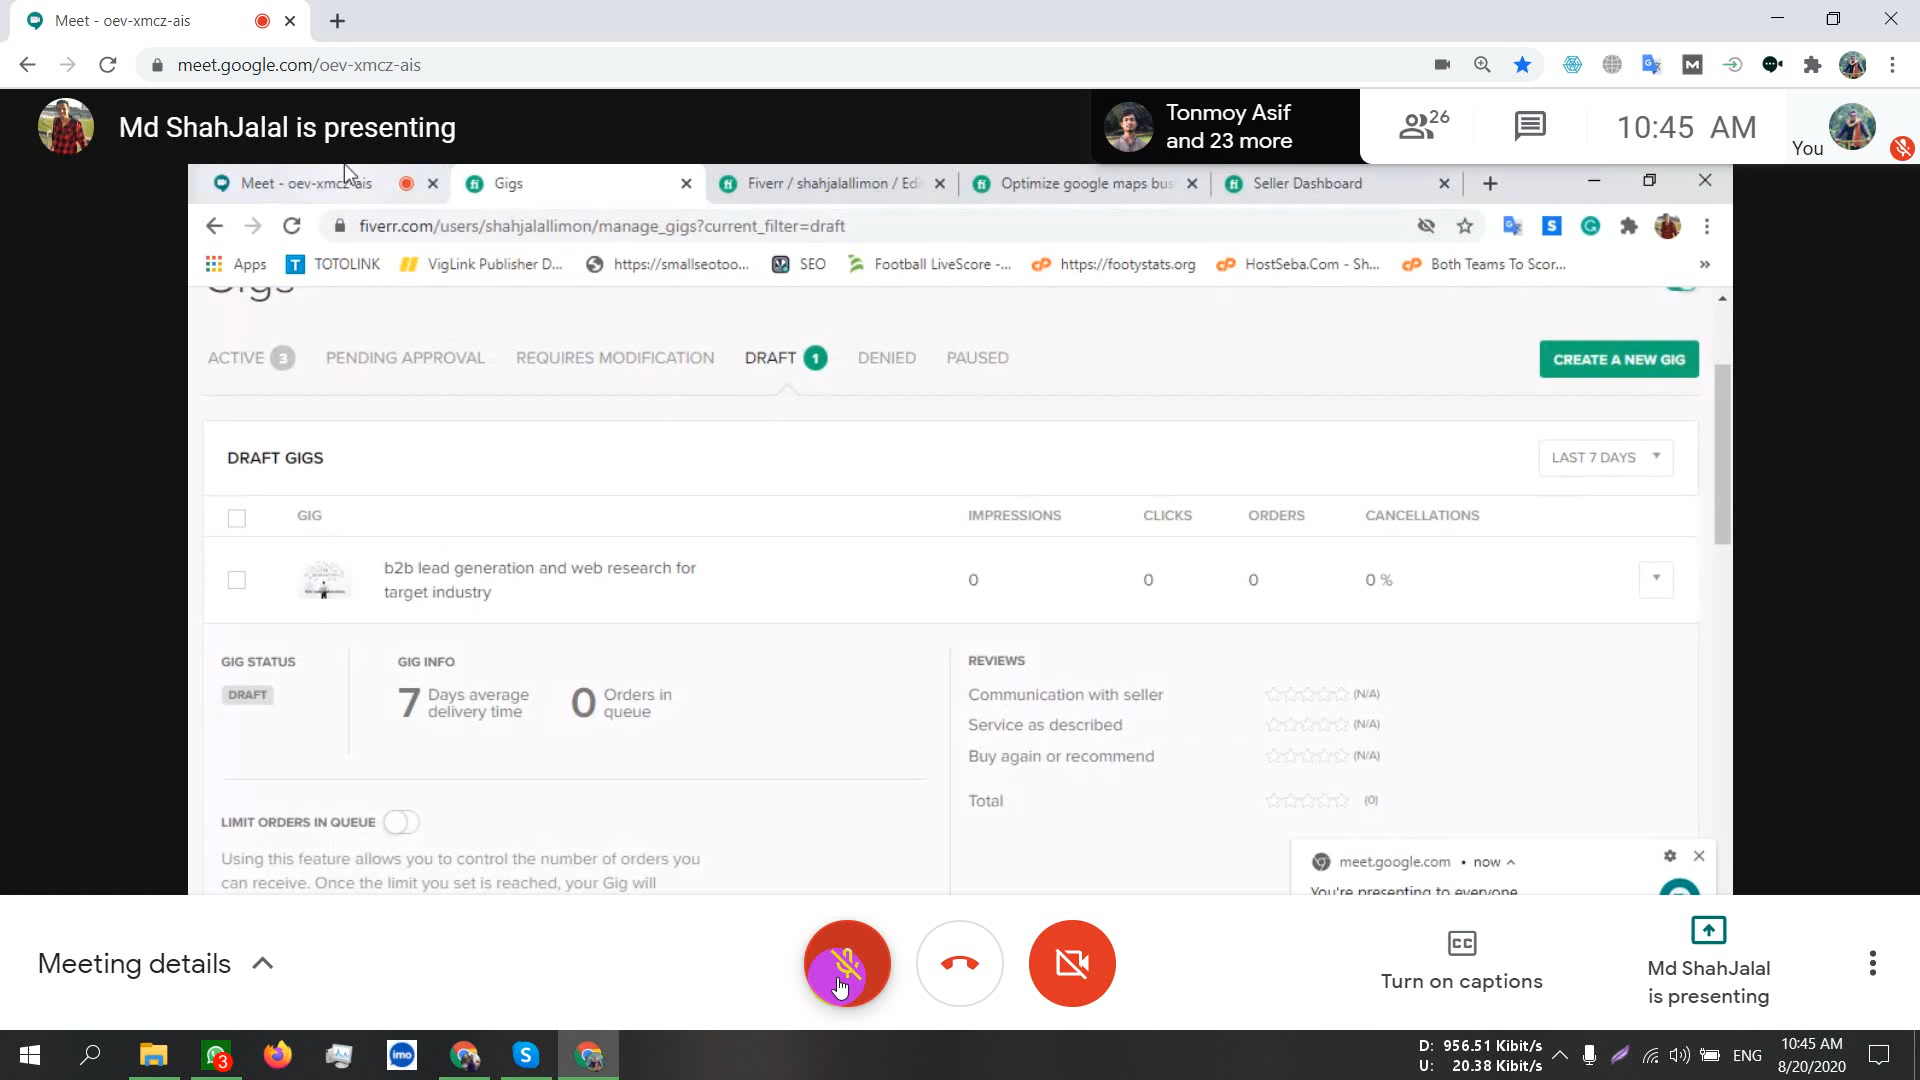 Meet - oev-xmcz-ais
meet.google.com/oev-xmcz-ais
Md ShahJalal is presenting
Tonmoy Asif
and 23 more
26
10:45 AM
You
Meet - oev-xmcz-ais
Gigs
Fiverr / shahjalallimon / Edi
Optimize google maps bus
Seller Dashboard
fiverr.com/users/shahjalallimon/manage_gigs?current_filter=draft
Apps
TOTOLINK
VigLink Publisher D...
https://smallseotoo...
SEO
Football LiveScore -...
https://footystats.org
HostSeba.Com - Sh...
Both Teams To Scor...
»
Gigs
ACTIVE 3
PENDING APPROVAL
REQUIRES MODIFICATION
DRAFT 1
DENIED
PAUSED
CREATE A NEW GIG
DRAFT GIGS
LAST 7 DAYS
GIG
IMPRESSIONS
CLICKS
ORDERS
CANCELLATIONS
b2b lead generation and web research for
target industry
0
0
0
0 %
GIG STATUS
DRAFT
GIG INFO
7 Days average
delivery time
0 Orders in
queue
REVIEWS
Communication with seller (N/A)
Service as described (N/A)
Buy again or recommend (N/A)
Total (0)
LIMIT ORDERS IN QUEUE
Using this feature allows you to control the number of orders you
can receive. Once the limit you set is reached, your Gig will
meet.google.com • now
You're presenting to everyone
Meeting details
CC
Turn on captions
Md ShahJalal
is presenting
3
imo
D: 956.51 Kibit/s
U: 20.38 Kibit/s
ENG
10:45 AM
8/20/2020